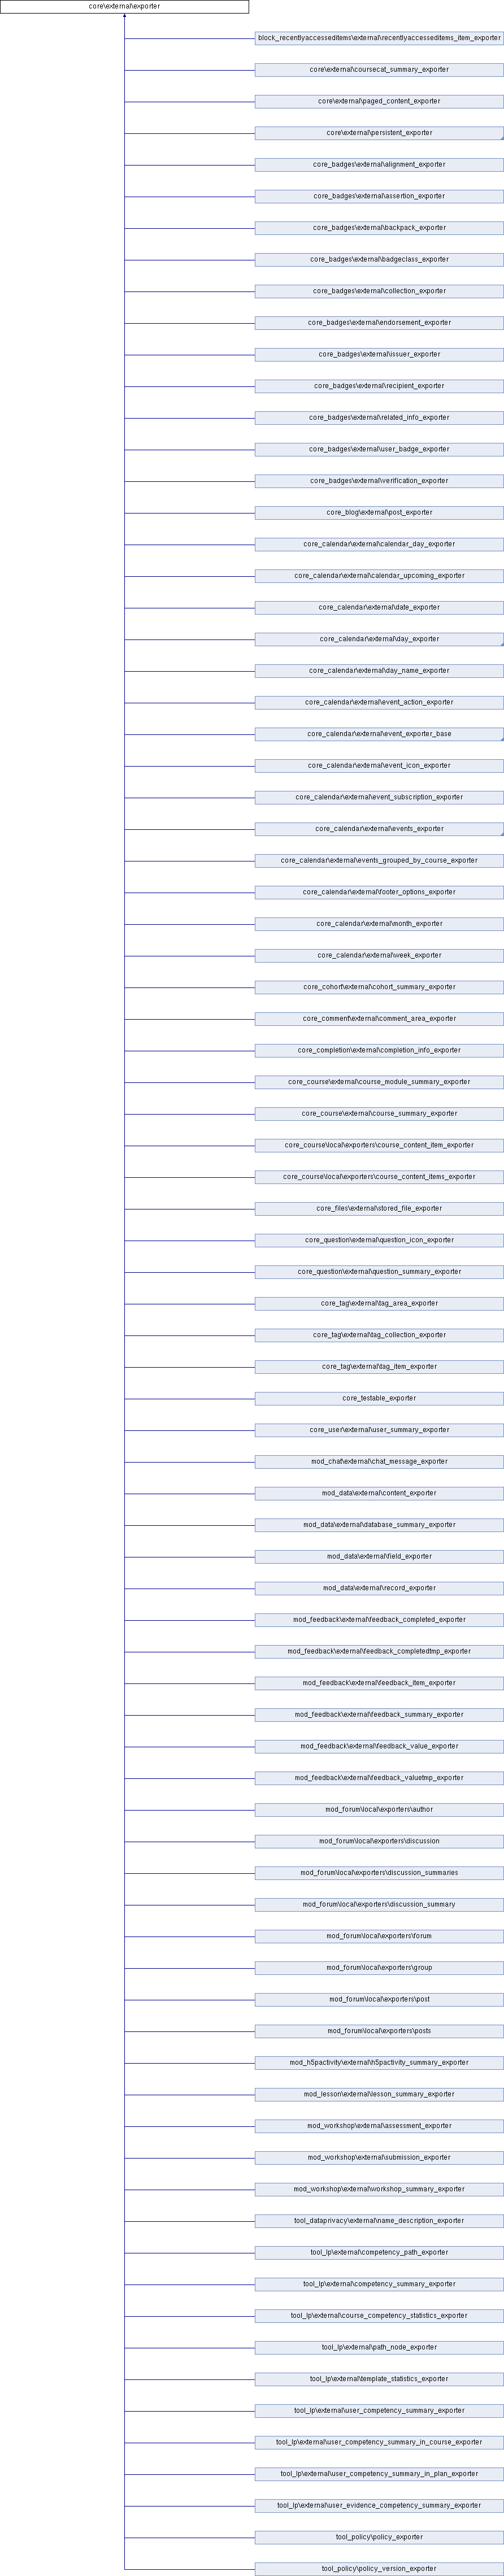 core\external\exporter
block_recentlyaccesseditems\external\recentlyaccesseditems_item_exporter
core\external\coursecat_summary_exporter
core\external\paged_content_exporter
core\external\persistent_exporter
core_badges\external\alignment_exporter
core_badges\external\assertion_exporter
core_badges\external\backpack_exporter
core_badges\external\badgeclass_exporter
core_badges\external\collection_exporter
core_badges\external\endorsement_exporter
core_badges\external\issuer_exporter
core_badges\external\recipient_exporter
core_badges\external\related_info_exporter
core_badges\external\user_badge_exporter
core_badges\external\verification_exporter
core_blog\external\post_exporter
core_calendar\external\calendar_day_exporter
core_calendar\external\calendar_upcoming_exporter
core_calendar\external\date_exporter
core_calendar\external\day_exporter
core_calendar\external\day_name_exporter
core_calendar\external\event_action_exporter
core_calendar\external\event_exporter_base
core_calendar\external\event_icon_exporter
core_calendar\external\event_subscription_exporter
core_calendar\external\events_exporter
core_calendar\external\events_grouped_by_course_exporter
core_calendar\external\footer_options_exporter
core_calendar\external\month_exporter
core_calendar\external\week_exporter
core_cohort\external\cohort_summary_exporter
core_comment\external\comment_area_exporter
core_completion\external\completion_info_exporter
core_course\external\course_module_summary_exporter
core_course\external\course_summary_exporter
core_course\local\exporters\course_content_item_exporter
core_course\local\exporters\course_content_items_exporter
core_files\external\stored_file_exporter
core_question\external\question_icon_exporter
core_question\external\question_summary_exporter
core_tag\external\tag_area_exporter
core_tag\external\tag_collection_exporter
core_tag\external\tag_item_exporter
core_testable_exporter
core_user\external\user_summary_exporter
mod_chat\external\chat_message_exporter
mod_data\external\content_exporter
mod_data\external\database_summary_exporter
mod_data\external\field_exporter
mod_data\external\record_exporter
mod_feedback\external\feedback_completed_exporter
mod_feedback\external\feedback_completedtmp_exporter
mod_feedback\external\feedback_item_exporter
mod_feedback\external\feedback_summary_exporter
mod_feedback\external\feedback_value_exporter
mod_feedback\external\feedback_valuetmp_exporter
mod_forum\local\exporters\author
mod_forum\local\exporters\discussion
mod_forum\local\exporters\discussion_summaries
mod_forum\local\exporters\discussion_summary
mod_forum\local\exporters\forum
mod_forum\local\exporters\group
mod_forum\local\exporters\post
mod_forum\local\exporters\posts
mod_h5pactivity\external\h5pactivity_summary_exporter
mod_lesson\external\lesson_summary_exporter
mod_workshop\external\assessment_exporter
mod_workshop\external\submission_exporter
mod_workshop\external\workshop_summary_exporter
tool_dataprivacy\external\name_description_exporter
tool_lp\external\competency_path_exporter
tool_lp\external\competency_summary_exporter
tool_lp\external\course_competency_statistics_exporter
tool_lp\external\path_node_exporter
tool_lp\external\template_statistics_exporter
tool_lp\external\user_competency_summary_exporter
tool_lp\external\user_competency_summary_in_course_exporter
tool_lp\external\user_competency_summary_in_plan_exporter
tool_lp\external\user_evidence_competency_summary_exporter
tool_policy\policy_exporter
tool_policy\policy_version_exporter